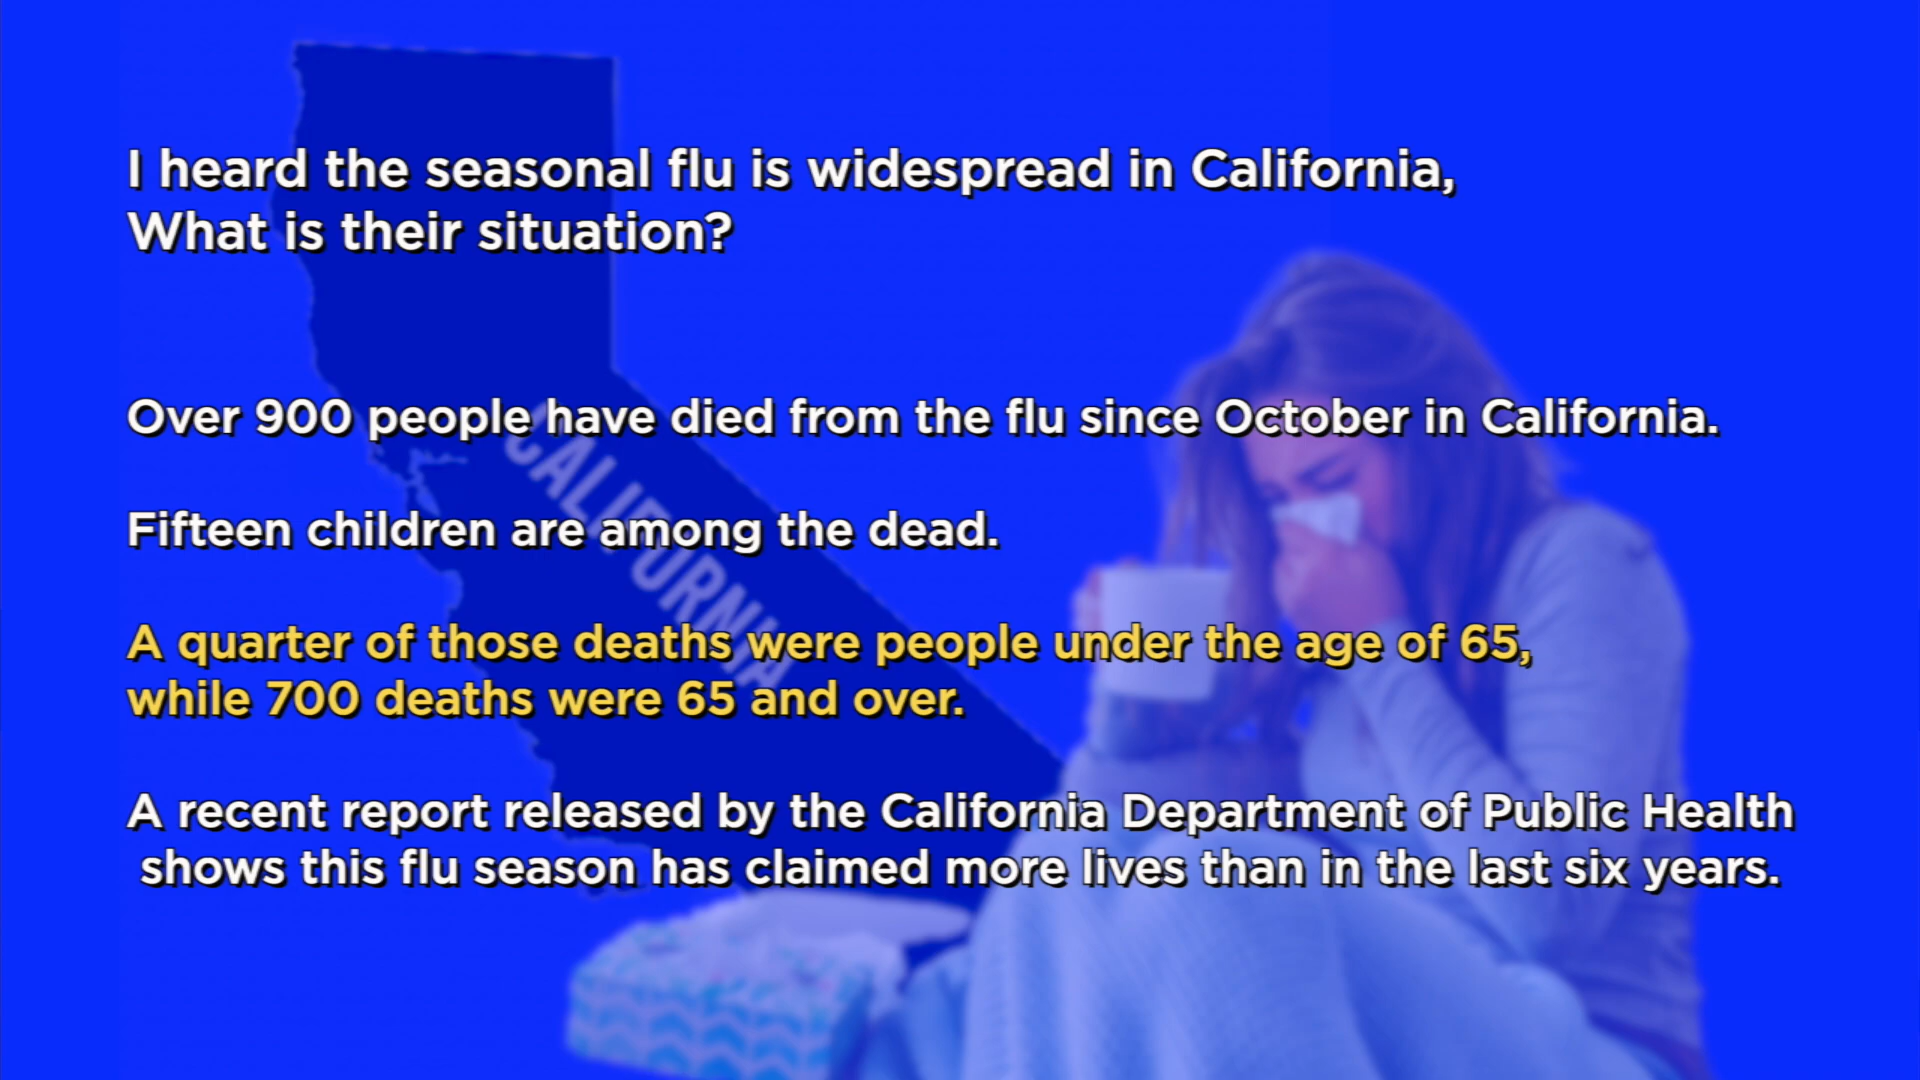 I heard the seasonal flu is widespread in California,
What is their situation?
Over 900 people have died from the flu since October in California.
Fifteen children are among the dead.
CALIFORNIA
A quarter of those deaths were people under the age of 65,
while 700 deaths were 65 and over.
A recent report released by the California Department of Public Health
shows this flu season has claimed more lives than in the last six years.